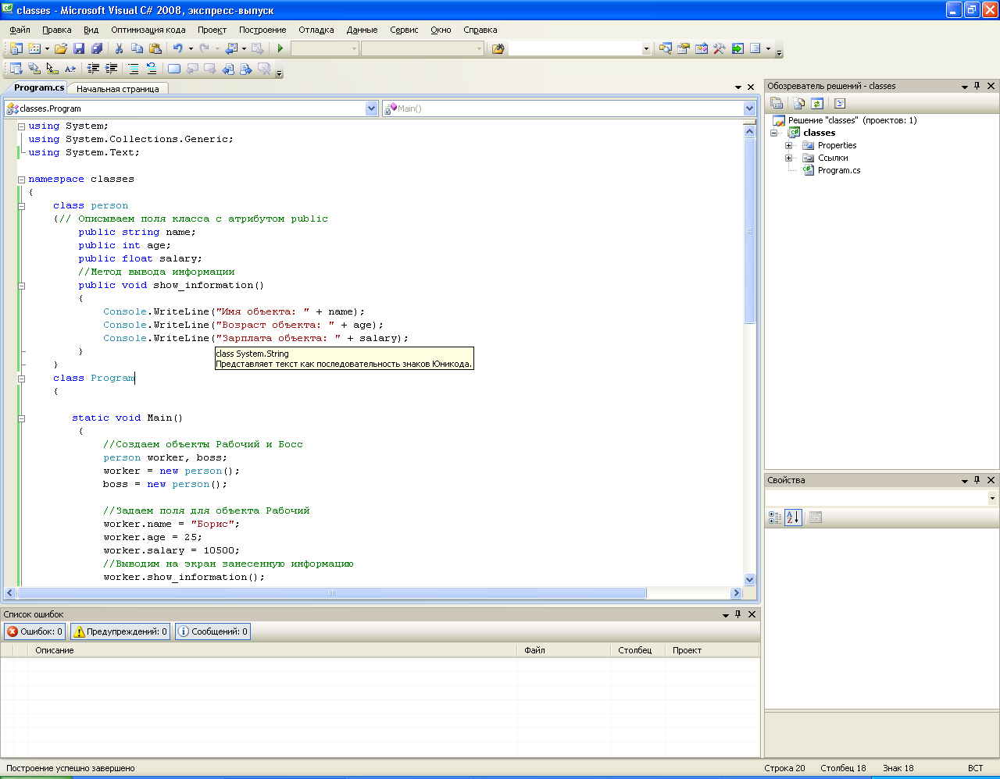 classes - Microsoft Visual C# 2008, экспресс-выпуск
Файл Правка Вид Оптимизация кода Проект Построение Отладка Данные Сервис Окно Справка
Program.cs Начальная страница
classes.Program Main()
using System;
using System.Collections.Generic;
using System.Text;
namespace classes
{
class person
{// Описываем поля класса с атрибутом public
public string name;
public int age;
public float salary;
//Метод вывода информации
public void show_information()
{
Console.WriteLine("Имя объекта: " + name);
Console.WriteLine("Возраст объекта: " + age);
Console.WriteLine("Зарплата объекта: " + salary);
}
class System.String
Представляет текст как последовательность знаков Юникода.
}
class Program
{
static void Main()
{
//Создаем объекты Рабочий и Босс
person worker, boss;
worker = new person();
boss = new person();
//Задаем поля для объекта Рабочий
worker.name = "Борис";
worker.age = 25;
worker.salary = 10500;
//Выводим на экран занесенную информацию
worker.show_information();
Обозреватель решений - classes
Решение "classes" (проектов: 1)
classes
Properties
Ссылки
Program.cs
Свойства
Список ошибок
Ошибок: 0 Предупреждений: 0 Сообщений: 0
Описание Файл Столбец Проект
Построение успешно завершено Строка 20 Столбец 18 Знак 18 ВСТ